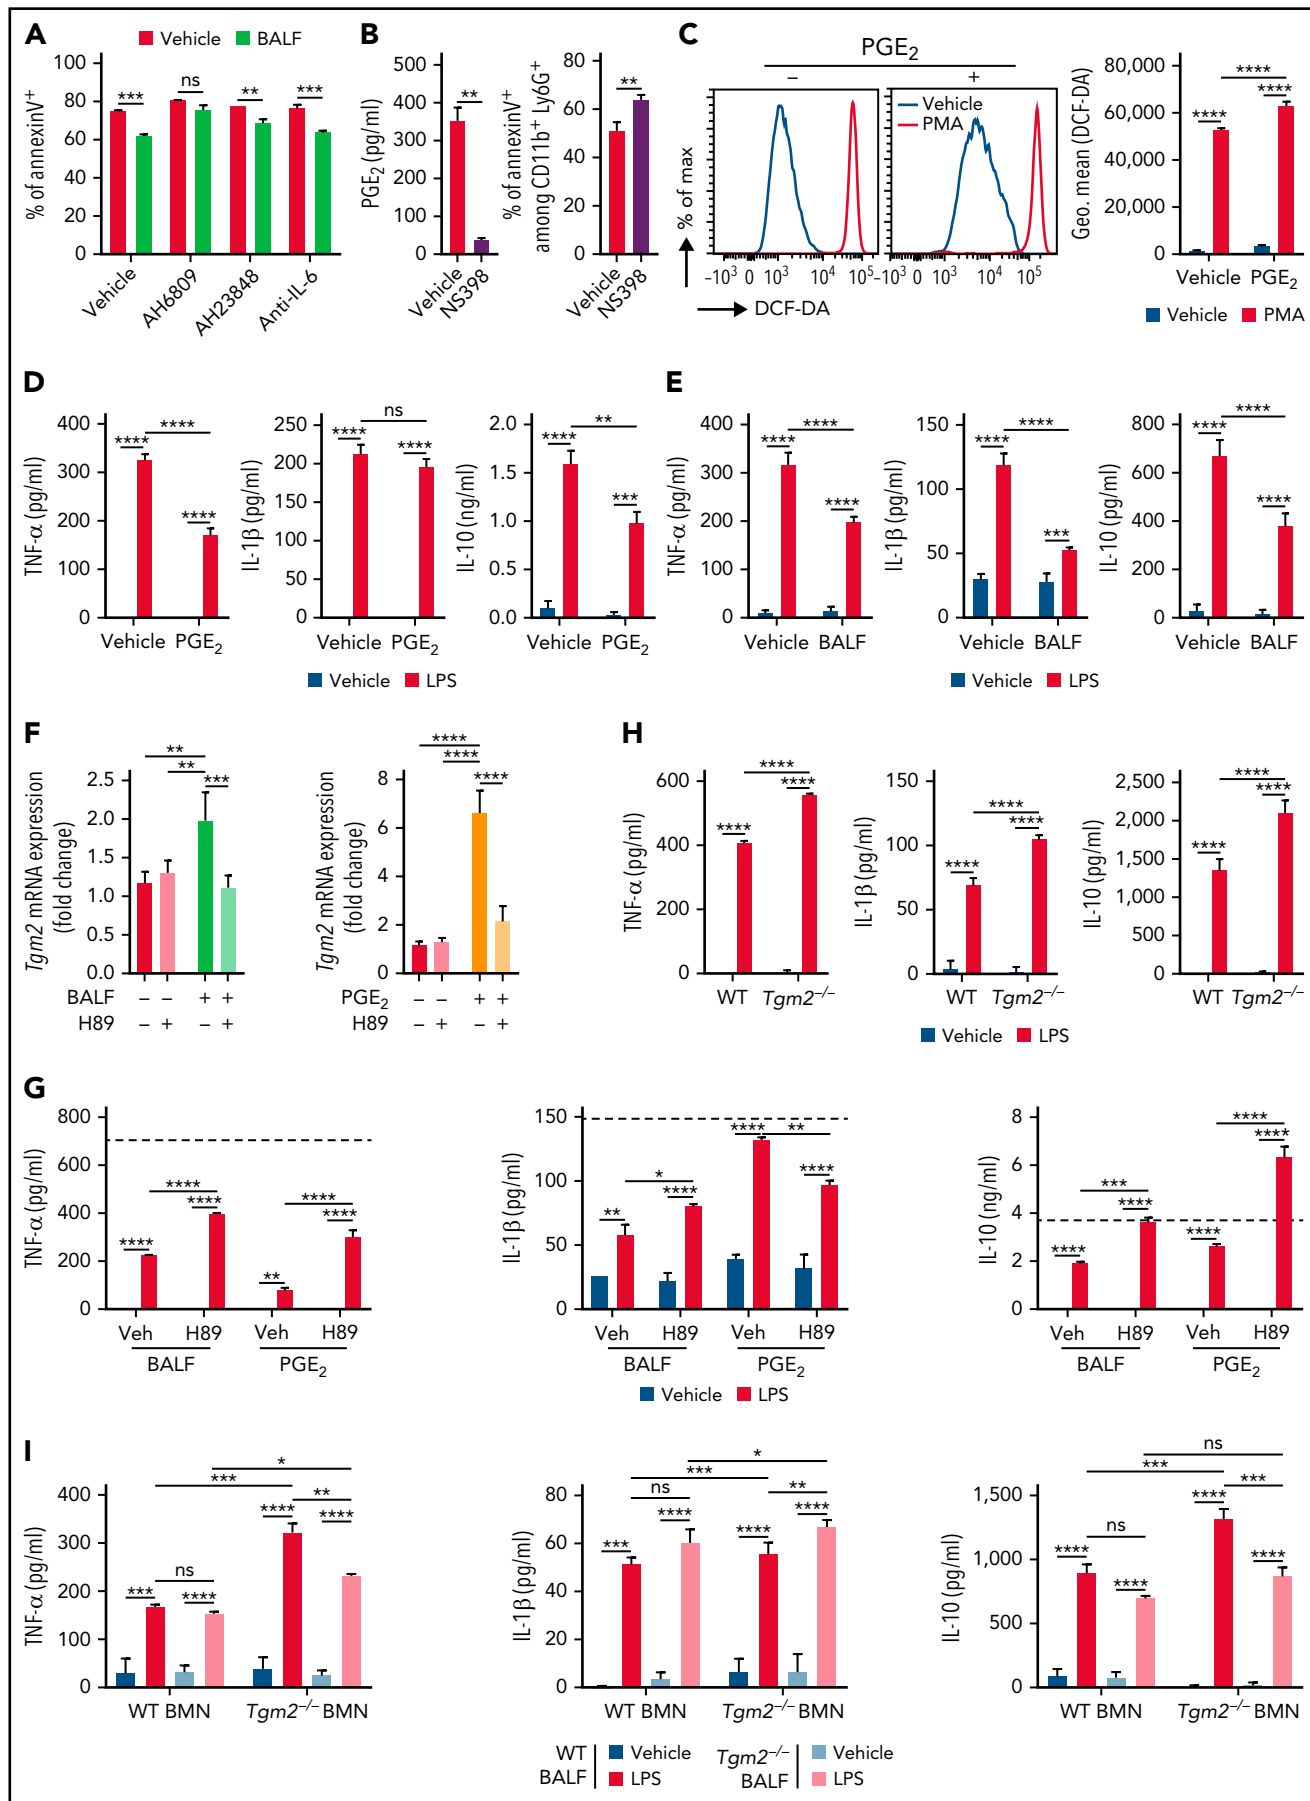 A
Vehicle BALF
% of annexinV+
100
80
60
40
20
0
*** ns ** ***
Vehicle
AH6809
AH23848
Anti-IL-6
B
PGE2 (pg/ml)
500
400
300
200
100
0
**
Vehicle
NS398
% of annexinV+
among CD11b+ Ly6G+
80
60
40
20
0
**
Vehicle
NS398
C
PGE2
– +
Vehicle
PMA
% of max
–10³ 0 10³ 10⁴ 10⁵ –10³ 0 10³ 10⁴ 10⁵
DCF-DA
Geo. mean (DCF-DA)
80,000
60,000
40,000
20,000
0
****
****
****
Vehicle PGE2
Vehicle PMA
D
TNF-α (pg/ml)
400
300
200
100
0
****
****
****
Vehicle PGE2
IL-1β (pg/ml)
250
200
150
100
50
0
ns
****
****
Vehicle PGE2
IL-10 (ng/ml)
2.0
1.5
1.0
0.5
0.0
**
****
***
Vehicle PGE2
Vehicle LPS
E
TNF-α (pg/ml)
400
300
200
100
0
****
****
****
Vehicle BALF
IL-1β (pg/ml)
150
100
50
0
****
****
***
Vehicle BALF
IL-10 (pg/ml)
800
600
400
200
0
****
****
****
Vehicle BALF
Vehicle LPS
F
Tgm2 mRNA expression
(fold change)
2.5
2.0
1.5
1.0
0.5
0.0
**
**
***
BALF – – + +
H89 – + – +
Tgm2 mRNA expression
(fold change)
8
6
4
2
0
****
****
****
PGE2 – – + +
H89 – + – +
H
TNF-α (pg/ml)
600
400
200
0
****
****
****
WT Tgm2–/–
IL-1β (pg/ml)
150
100
50
0
****
****
****
WT Tgm2–/–
IL-10 (pg/ml)
2,500
2,000
1,500
1,000
500
0
****
****
****
WT Tgm2–/–
Vehicle LPS
G
TNF-α (pg/ml)
800
600
400
200
0
**** ****
**** ****
**** **
Veh H89 Veh H89
BALF PGE2
IL-1β (pg/ml)
150
100
50
0
**** **
* ****
** ****
Veh H89 Veh H89
BALF PGE2
IL-10 (ng/ml)
8
6
4
2
0
****
****
***
****
**** ****
Veh H89 Veh H89
BALF PGE2
Vehicle LPS
I
TNF-α (pg/ml)
400
300
200
100
0
*
***
**
**** ****
ns
*** ****
WT BMN Tgm2–/– BMN
IL-1β (pg/ml)
80
60
40
20
0
*
***
ns **
**** ****
*** ****
WT BMN Tgm2–/– BMN
IL-10 (pg/ml)
1,500
1,000
500
0
ns
***
***
****
ns
**** ****
****
WT BMN Tgm2–/– BMN
WT
BALF
Vehicle
LPS
Tgm2–/–
BALF
Vehicle
LPS